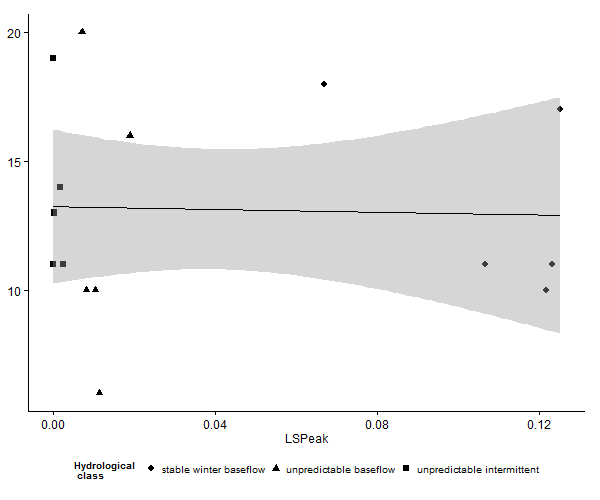 20
15
10
0.00 0.04 0.08 0.12
LSPeak
Hydrological
class
stable winter baseflow unpredictable baseflow unpredictable intermittent